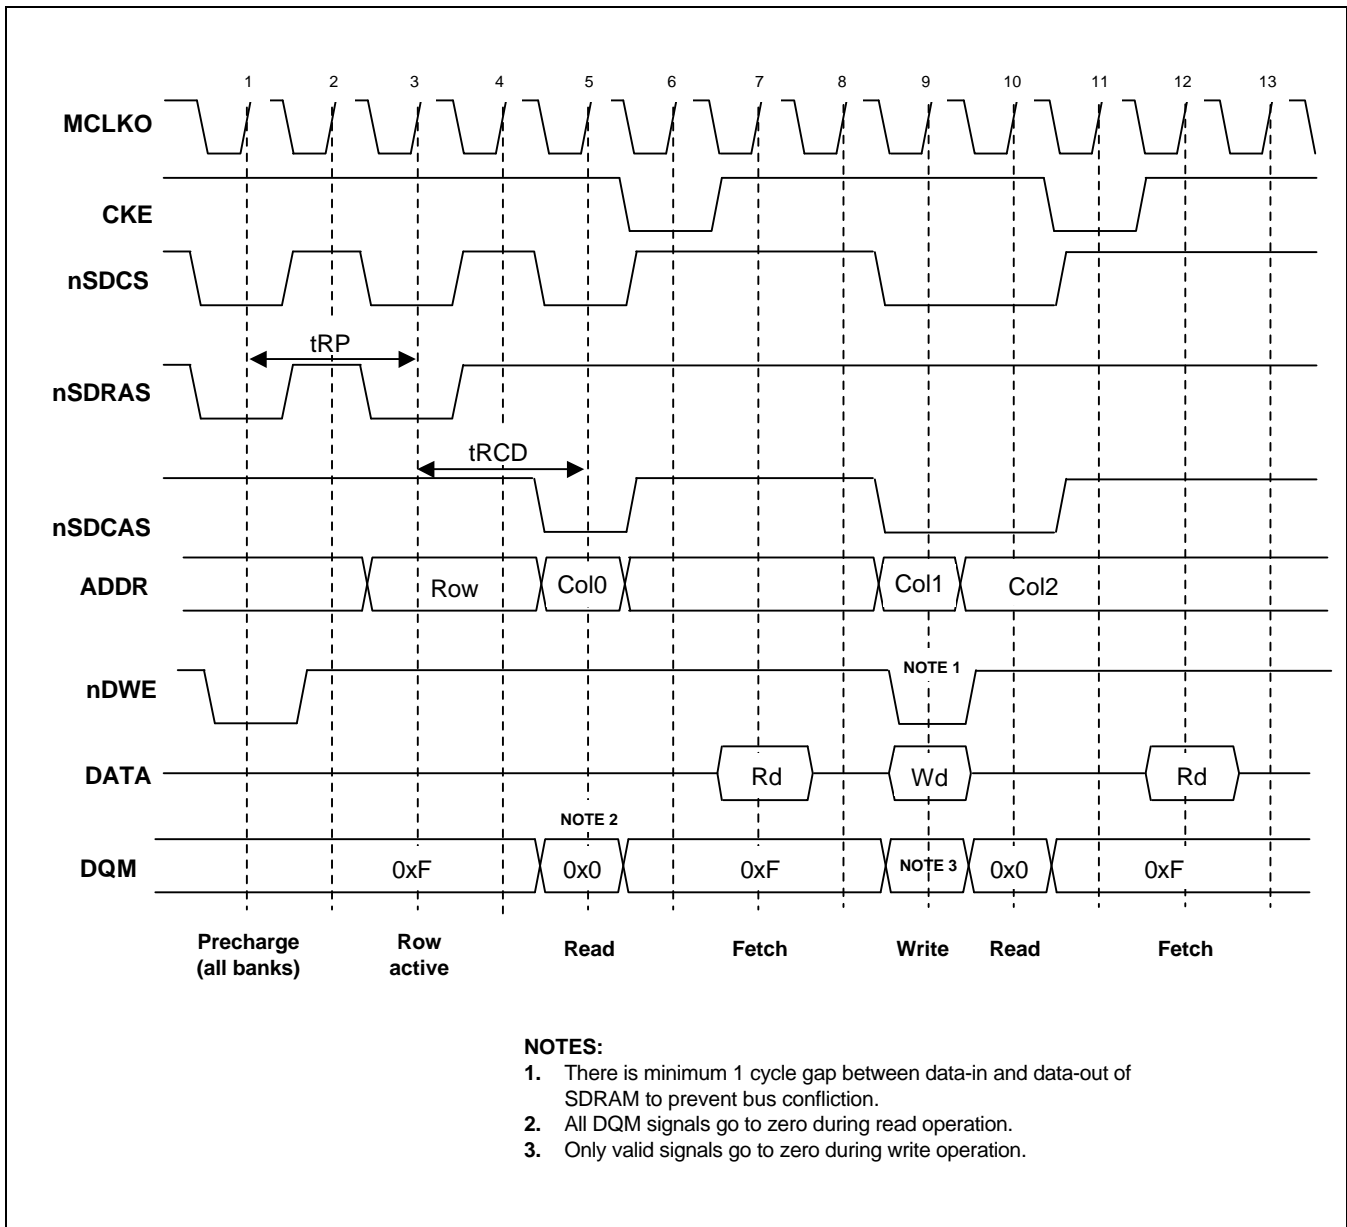 1 2 3 4 5 6 7 8 9 10 11 12 13
MCLKO
CKE
nSDCS
tRP
nSDRAS
tRCD
nSDCAS
ADDR Row Col0 Col1 Col2
nDWE NOTE 1
DATA Rd Wd Rd
NOTE 2
DQM 0xF 0x0 0xF NOTE 3 0x0 0xF
Precharge Row Read Fetch Write Read Fetch
(all banks) active
NOTES:
1. There is minimum 1 cycle gap between data-in and data-out of
SDRAM to prevent bus confliction.
2. All DQM signals go to zero during read operation.
3. Only valid signals go to zero during write operation.